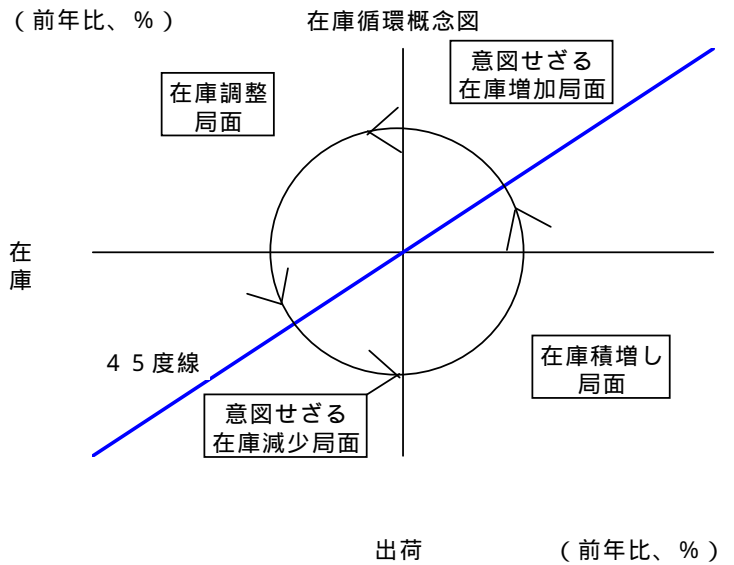 (前年比、%)
在庫循環概念図
意図せざる
在庫増加局面
在庫調整
局面
在
庫
45度線
在庫積増し
局面
意図せざる
在庫減少局面
出荷
(前年比、%)